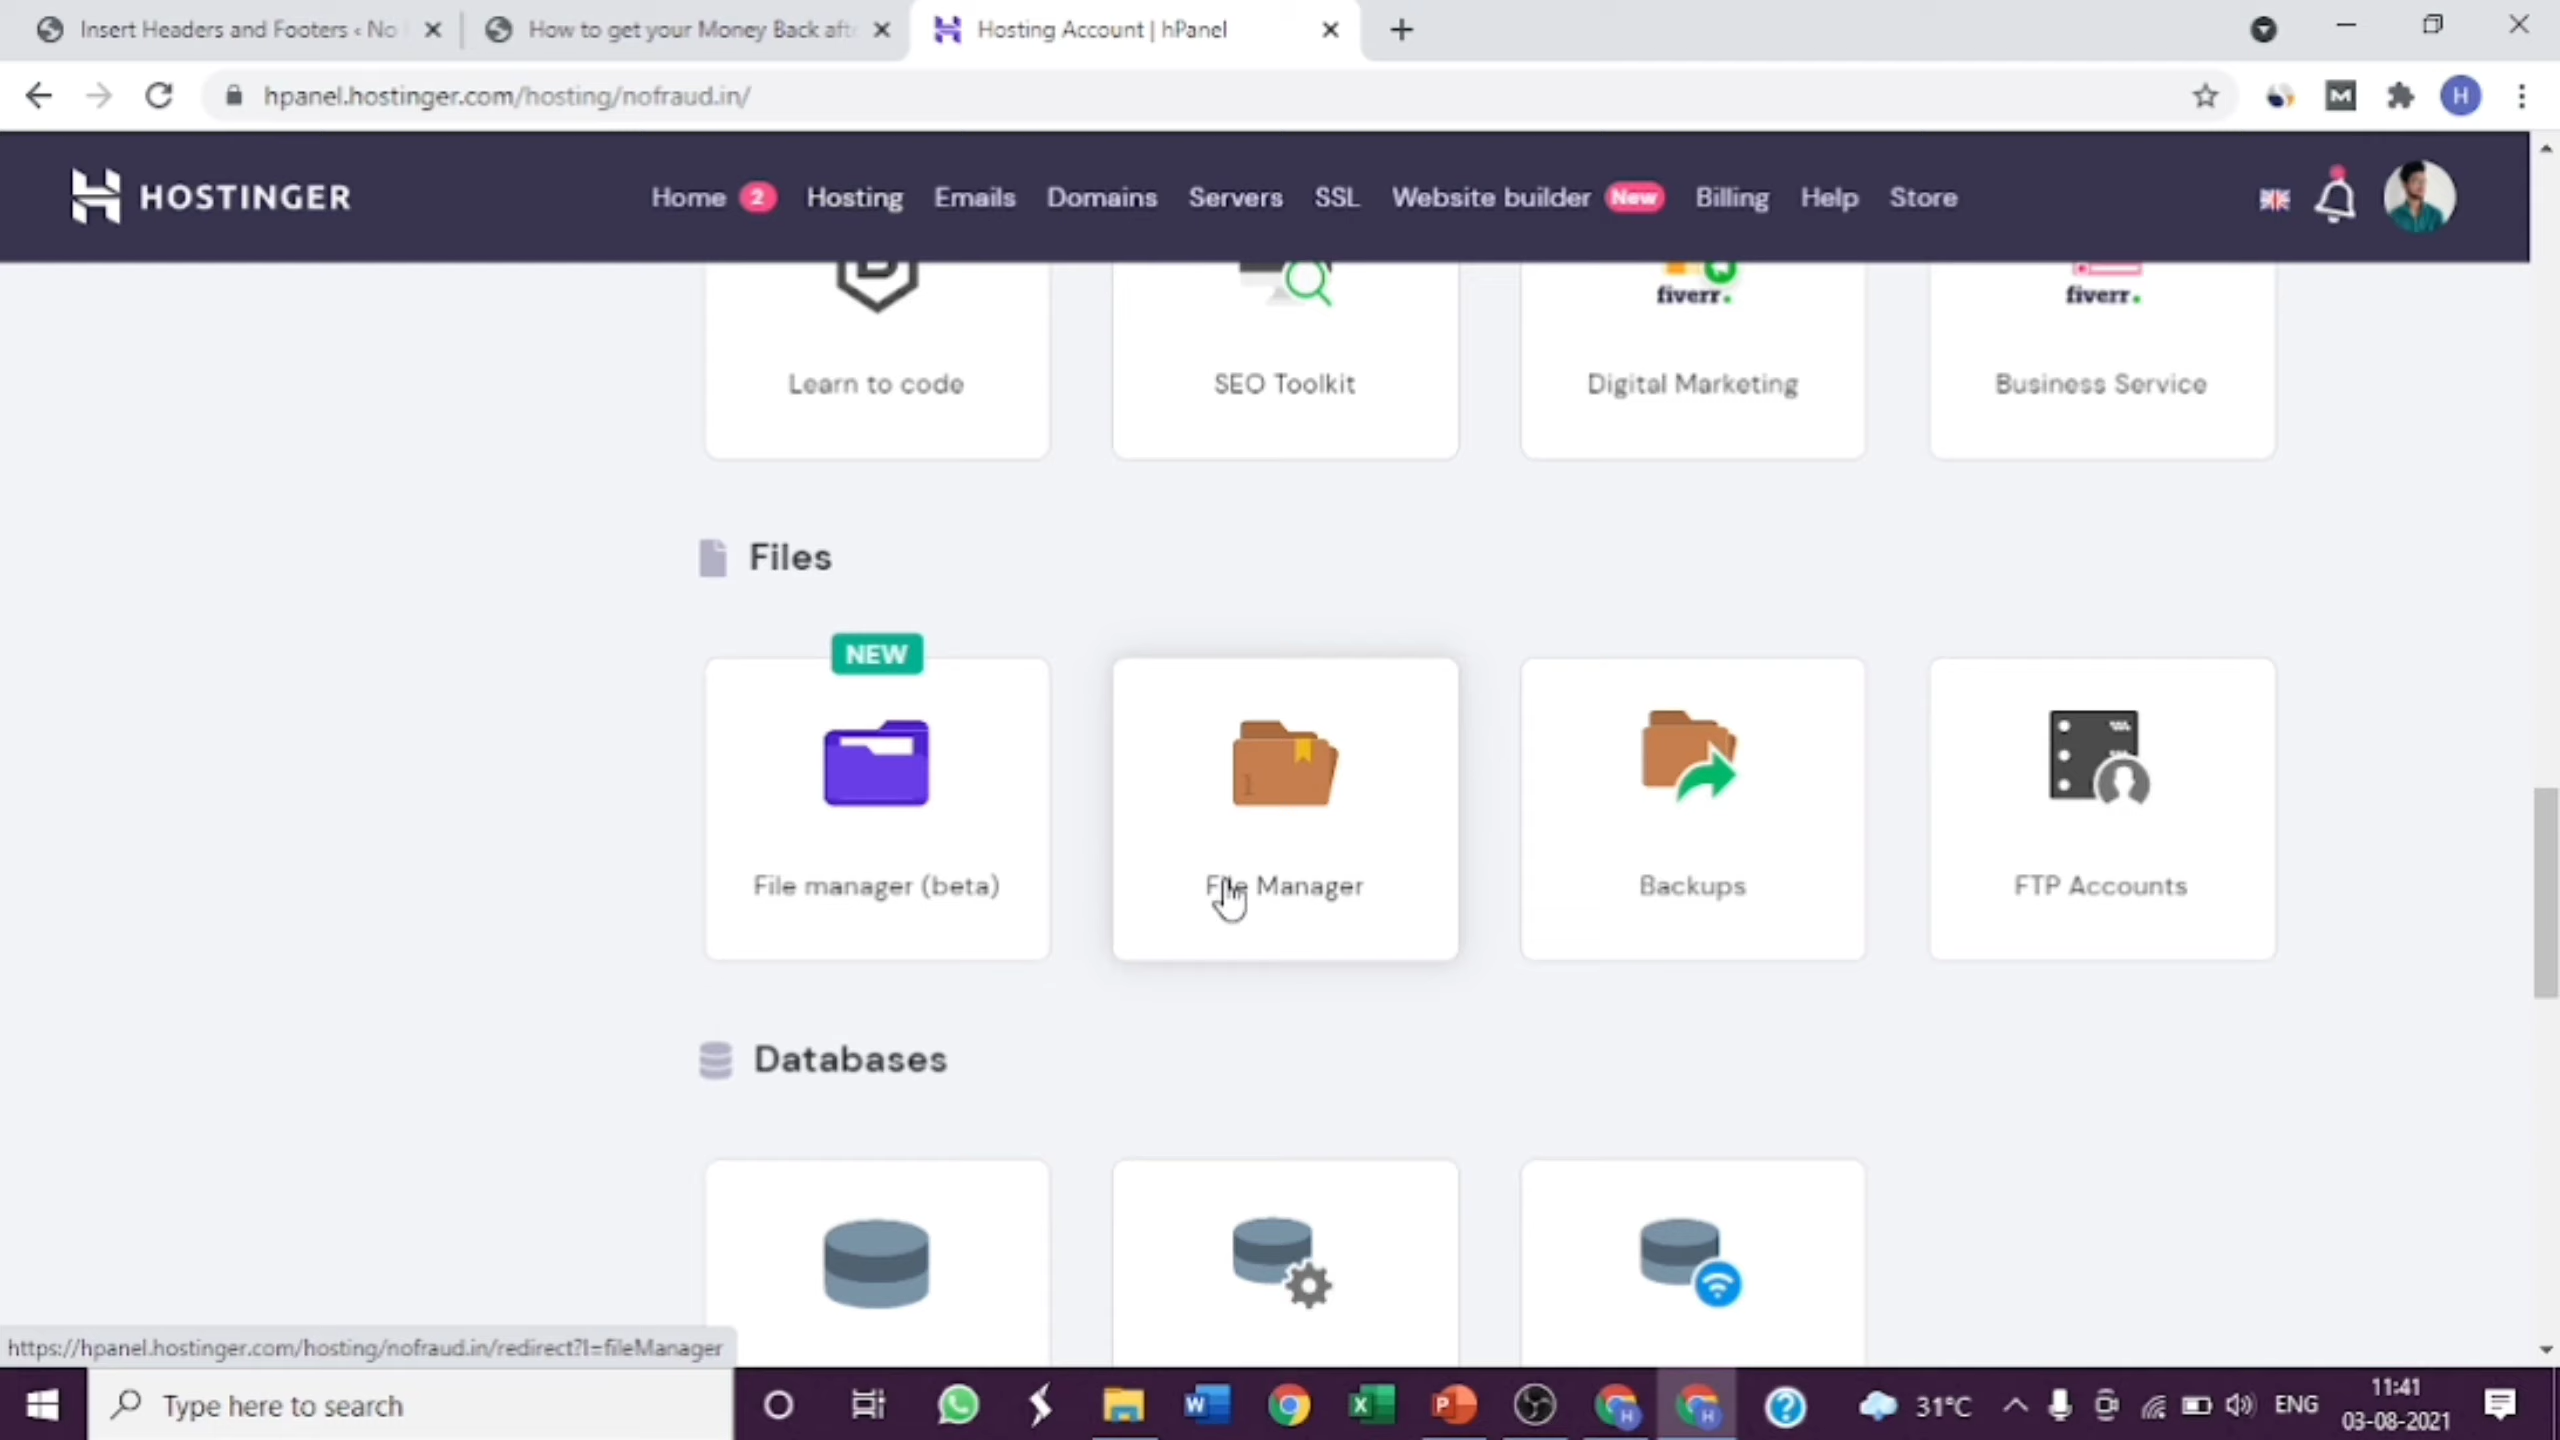 Insert Headers and Footers ‹ No
How to get your Money Back afte
Hosting Account | hPanel
hpanel.hostinger.com/hosting/nofraud.in/
M
H
HOSTINGER
Home 2 Hosting Emails Domains Servers SSL Website builder New Billing Help Store
fiverr.
fiverr.
Learn to code
SEO Toolkit
Digital Marketing
Business Service
Files
NEW
File manager (beta)
File Manager
Backups
FTP Accounts
Databases
https://hpanel.hostinger.com/hosting/nofraud.in/redirect?l=fileManager
Type here to search
31°C
ENG
11:41
03-08-2021